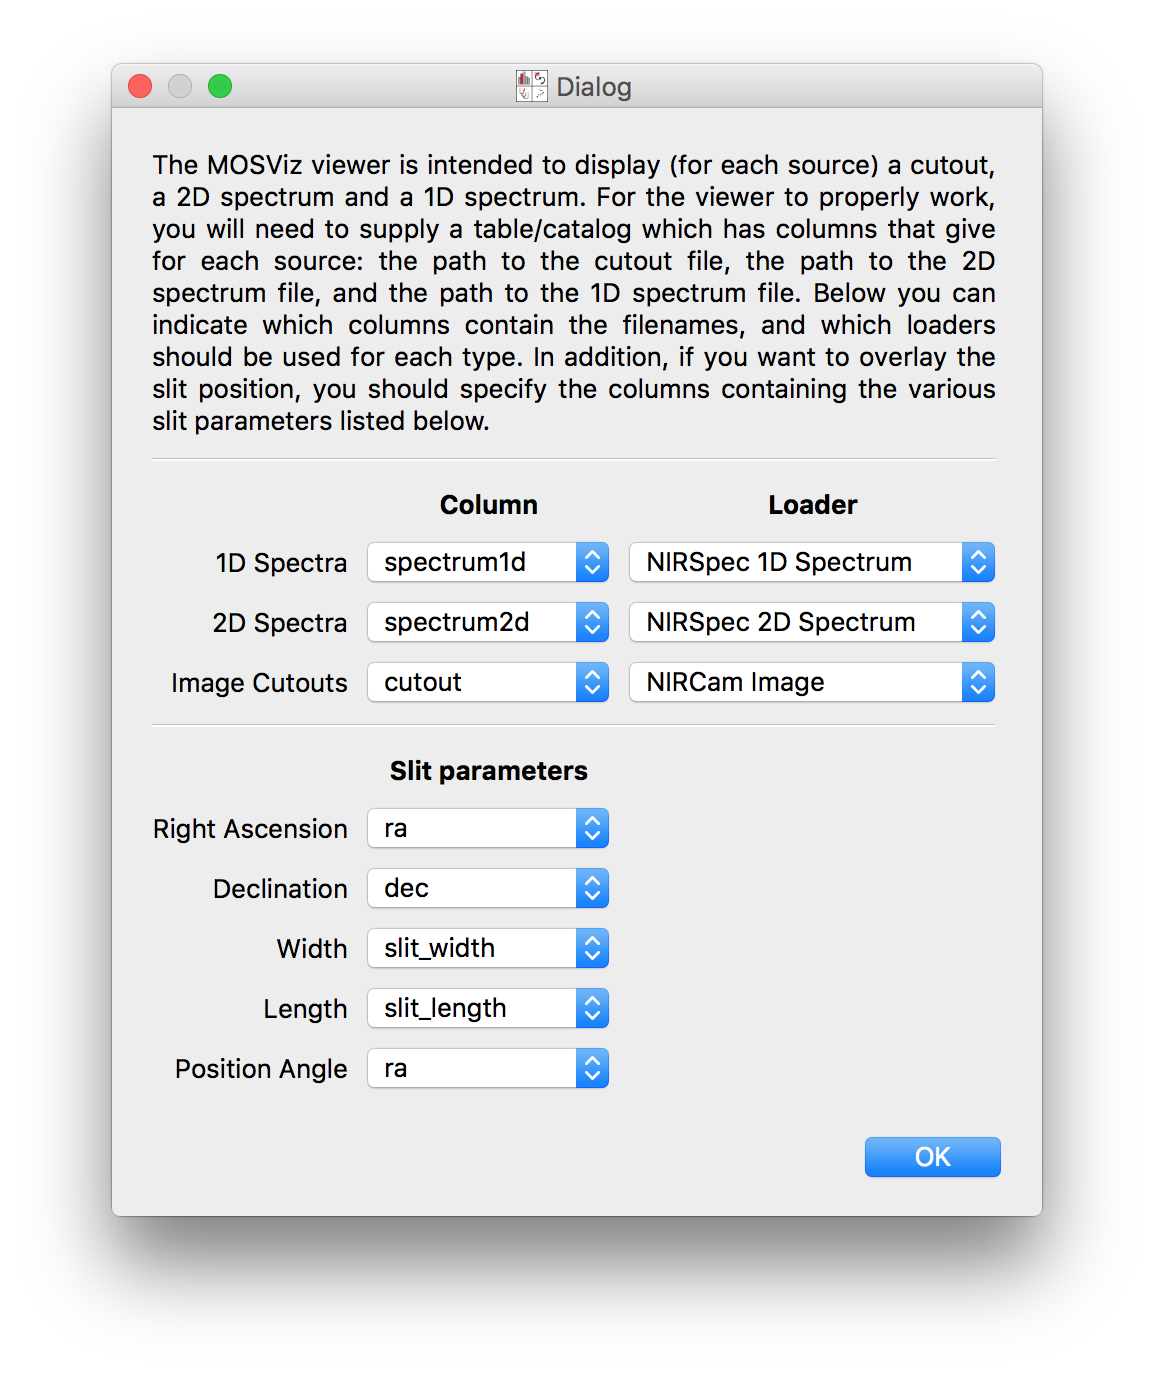 Dialog
The MOSViz viewer is intended to display (for each source) a cutout,
a 2D spectrum and a 1D spectrum. For the viewer to properly work,
you will need to supply a table/catalog which has columns that give
for each source: the path to the cutout file, the path to the 2D
spectrum file, and the path to the 1D spectrum file. Below you can
indicate which columns contain the filenames, and which loaders
should be used for each type. In addition, if you want to overlay the
slit position, you should specify the columns containing the various
slit parameters listed below.
Column Loader
1D Spectra spectrum1d NIRSpec 1D Spectrum
2D Spectra spectrum2d NIRSpec 2D Spectrum
Image Cutouts cutout NIRCam Image
Slit parameters
Right Ascension ra
Declination dec
Width slit_width
Length slit_length
Position Angle ra
OK